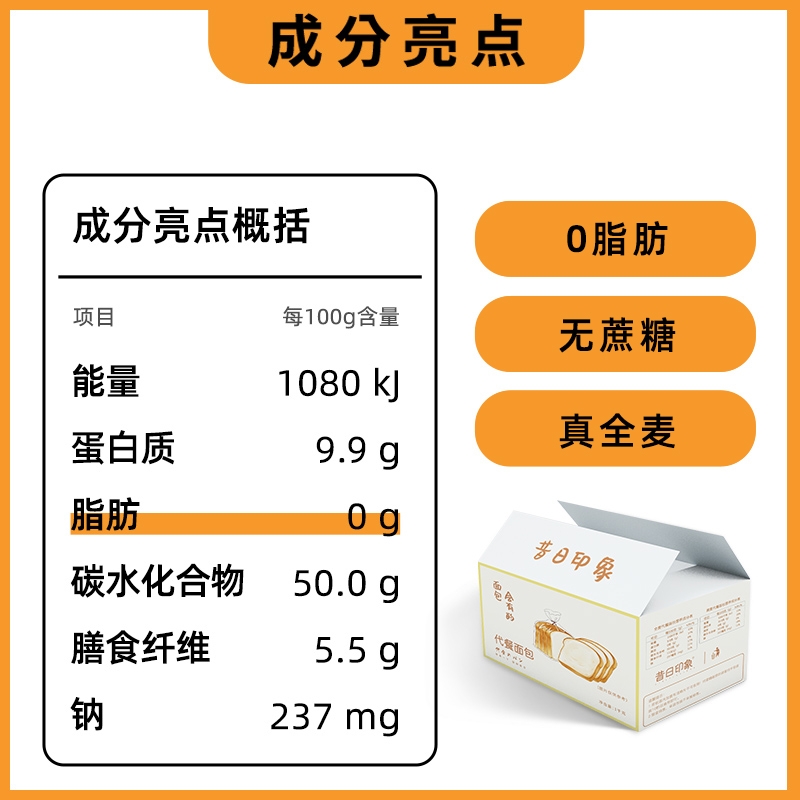 成分亮点
成分亮点概括
项目 每100g含量
能量 1080 kJ
蛋白质 9.9 g
脂肪 0 g
碳水化合物 50.0 g
膳食纤维 5.5 g
钠 237 mg
0脂肪
无蔗糖
真全麦
昔日印象
面包
会有的
代餐面包
昔日印象